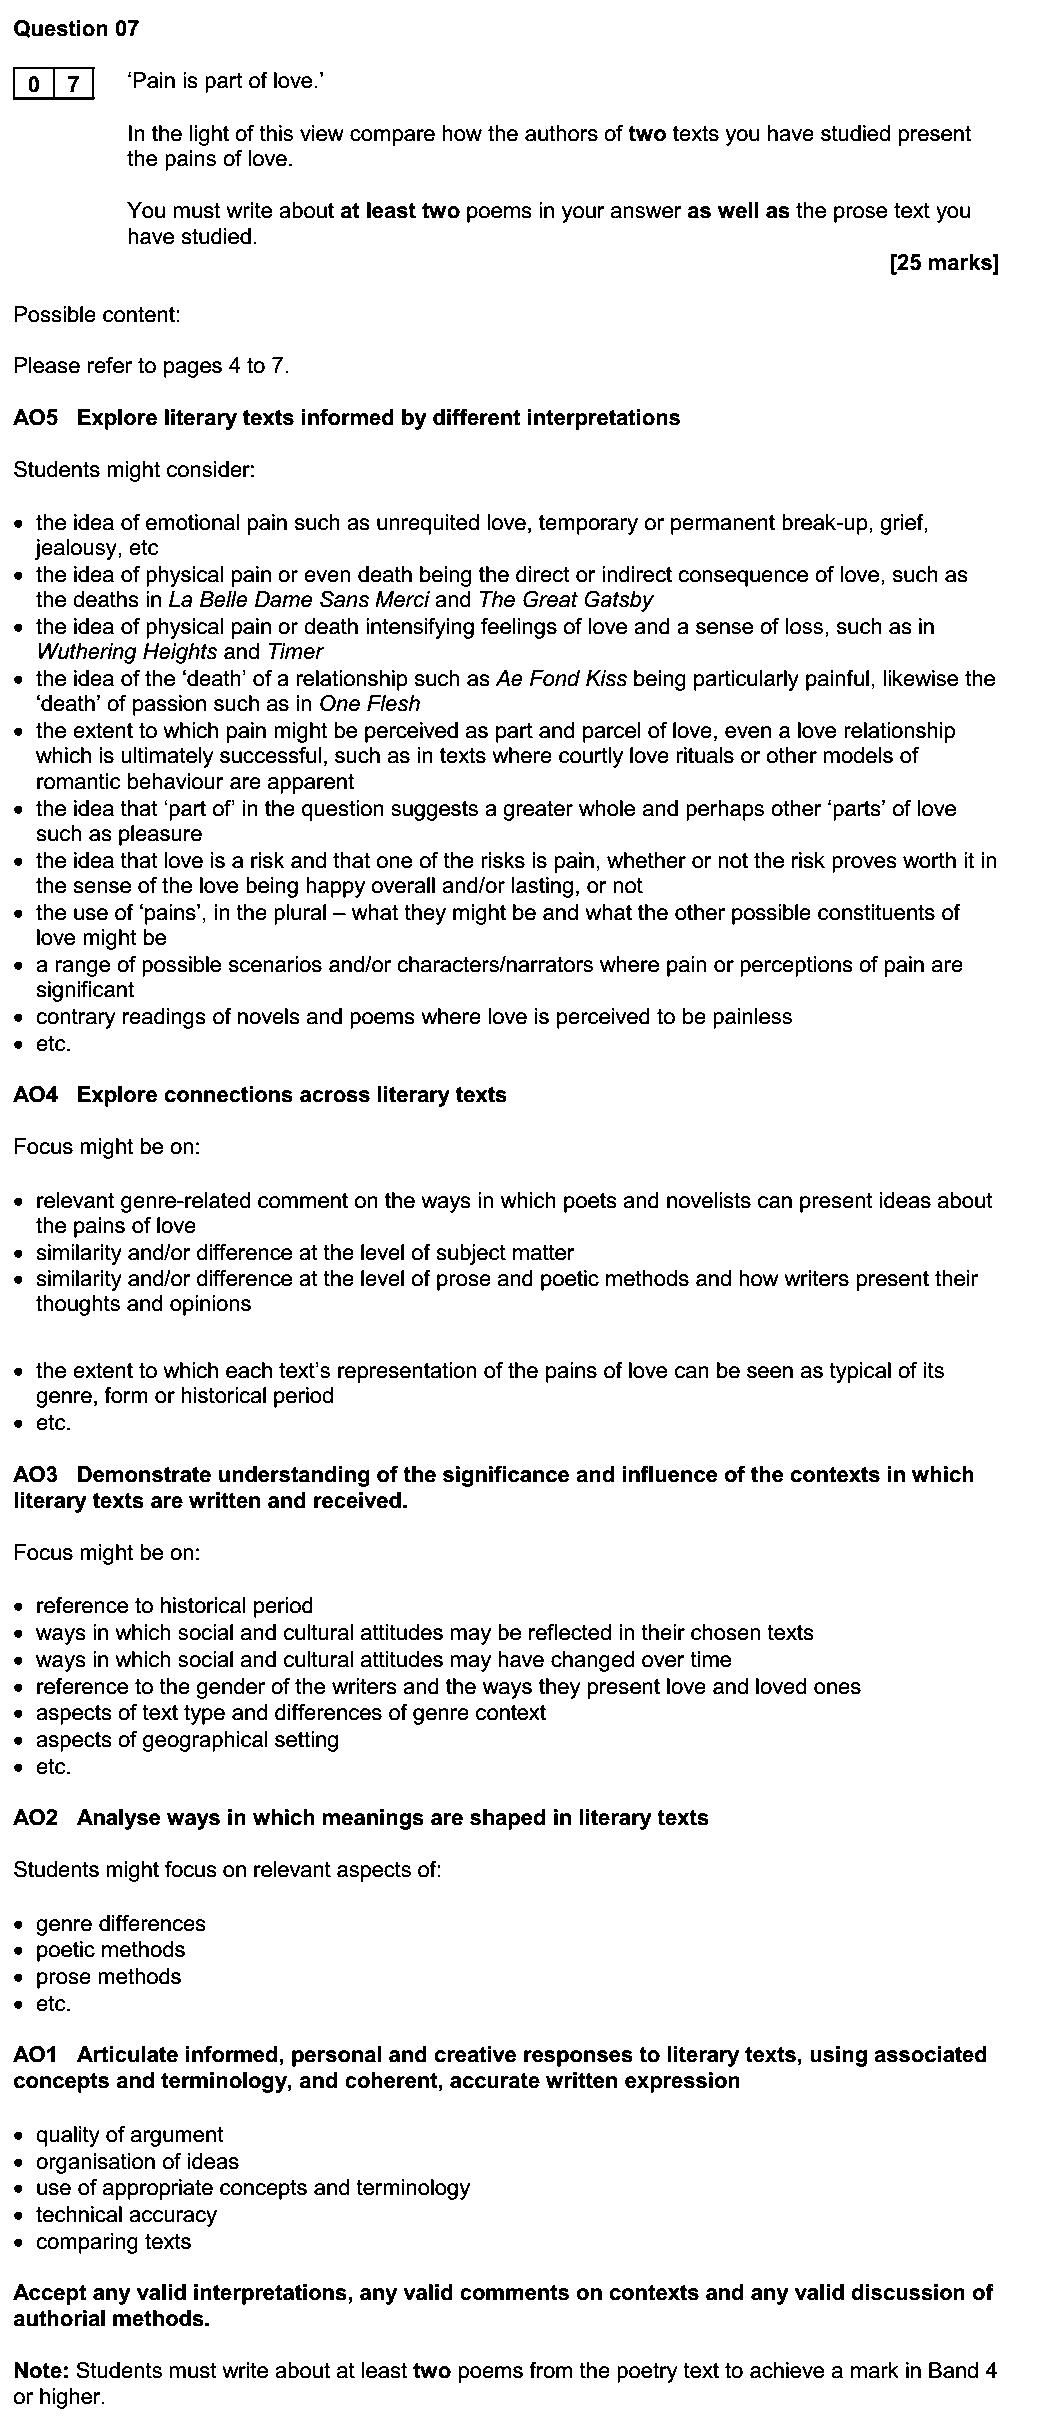 Question 07
0 7 ‘Pain is part of love.’
In the light of this view compare how the authors of two texts you have studied present
the pains of love.
You must write about at least two poems in your answer as well as the prose text you
have studied.
[25 marks]
Possible content:
Please refer to pages 4 to 7.
AO5 Explore literary texts informed by different interpretations
Students might consider:
• the idea of emotional pain such as unrequited love, temporary or permanent break-up, grief,
jealousy, etc
• the idea of physical pain or even death being the direct or indirect consequence of love, such as
the deaths in La Belle Dame Sans Merci and The Great Gatsby
• the idea of physical pain or death intensifying feelings of love and a sense of loss, such as in
Wuthering Heights and Timer
• the idea of the ‘death’ of a relationship such as Ae Fond Kiss being particularly painful, likewise the
‘death’ of passion such as in One Flesh
• the extent to which pain might be perceived as part and parcel of love, even a love relationship
which is ultimately successful, such as in texts where courtly love rituals or other models of
romantic behaviour are apparent
• the idea that ‘part of’ in the question suggests a greater whole and perhaps other ‘parts’ of love
such as pleasure
• the idea that love is a risk and that one of the risks is pain, whether or not the risk proves worth it in
the sense of the love being happy overall and/or lasting, or not
• the use of ‘pains’, in the plural – what they might be and what the other possible constituents of
love might be
• a range of possible scenarios and/or characters/narrators where pain or perceptions of pain are
significant
• contrary readings of novels and poems where love is perceived to be painless
• etc.
AO4 Explore connections across literary texts
Focus might be on:
• relevant genre-related comment on the ways in which poets and novelists can present ideas about
the pains of love
• similarity and/or difference at the level of subject matter
• similarity and/or difference at the level of prose and poetic methods and how writers present their
thoughts and opinions
• the extent to which each text’s representation of the pains of love can be seen as typical of its
genre, form or historical period
• etc.
AO3 Demonstrate understanding of the significance and influence of the contexts in which
literary texts are written and received.
Focus might be on:
• reference to historical period
• ways in which social and cultural attitudes may be reflected in their chosen texts
• ways in which social and cultural attitudes may have changed over time
• reference to the gender of the writers and the ways they present love and loved ones
• aspects of text type and differences of genre context
• aspects of geographical setting
• etc.
AO2 Analyse ways in which meanings are shaped in literary texts
Students might focus on relevant aspects of:
• genre differences
• poetic methods
• prose methods
• etc.
AO1 Articulate informed, personal and creative responses to literary texts, using associated
concepts and terminology, and coherent, accurate written expression
• quality of argument
• organisation of ideas
• use of appropriate concepts and terminology
• technical accuracy
• comparing texts
Accept any valid interpretations, any valid comments on contexts and any valid discussion of
authorial methods.
Note: Students must write about at least two poems from the poetry text to achieve a mark in Band 4
or higher.